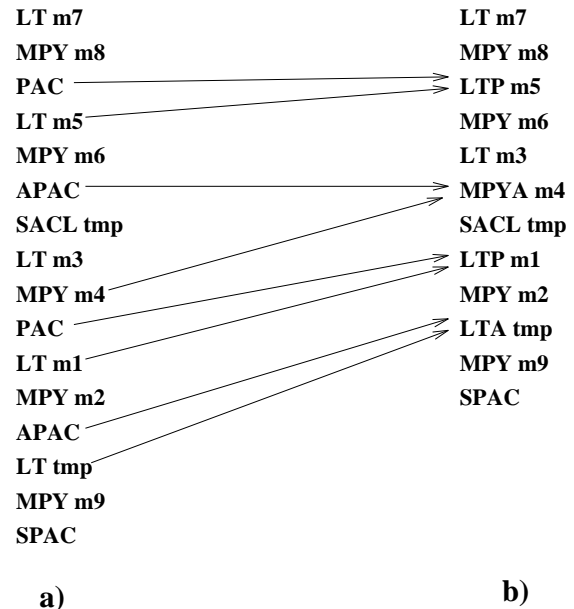 LT m7
MPY m8
PAC
LT m5
MPY m6
APAC
SACL tmp
LT m3
MPY m4
PAC
LT m1
MPY m2
APAC
LT tmp
MPY m9
SPAC
a)
LT m7
MPY m8
LTP m5
MPY m6
LT m3
MPYA m4
SACL tmp
LTP m1
MPY m2
LTA tmp
MPY m9
SPAC
b)